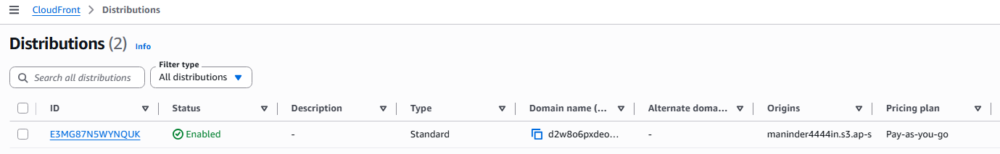 CloudFront > Distributions
Distributions (2) Info
Search all distributions
Filter type
All distributions
ID Status Description Type Domain name (... Alternate doma... Origins Pricing plan
E3MG87N5WYNQUK Enabled - Standard d2w8o6pxdeo... - maninder4444in.s3.ap-s Pay-as-you-go